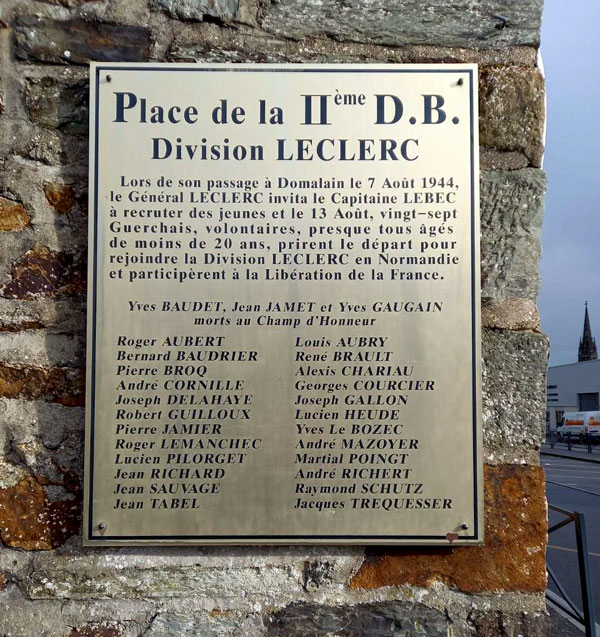 Place de la IIème D.B.
Division LECLERC
Lors de son passage à Domalain le 7 Août 1944,
le Général LECLERC invita le Capitaine LEBEC
à recruter des jeunes et le 13 Août, vingt-sept
Guerchais, volontaires, presque tous âgés
de moins de 20 ans, prirent le départ pour
rejoindre la Division LECLERC en Normandie
et participèrent à la Libération de la France.
Yves BAUDET, Jean JAMET et Yves GAUGAIN
morts au Champ d'Honneur
Roger AUBERT
Bernard BAUDRIER
Pierre BROQ
André CORNILLE
Joseph DELAHAYE
Robert GUILLOUX
Pierre JAMIER
Roger LEMANCHEC
Lucien PILORGET
Jean RICHARD
Jean SAUVAGE
Jean TABEL
Louis AUBRY
René BRAULT
Alexis CHARIAU
Georges COURCIER
Joseph GALLON
Lucien HEUDE
Yves Le BOZEC
André MAZOYER
Martial POINGT
André RICHERT
Raymond SCHUTZ
Jacques TREQUESSER